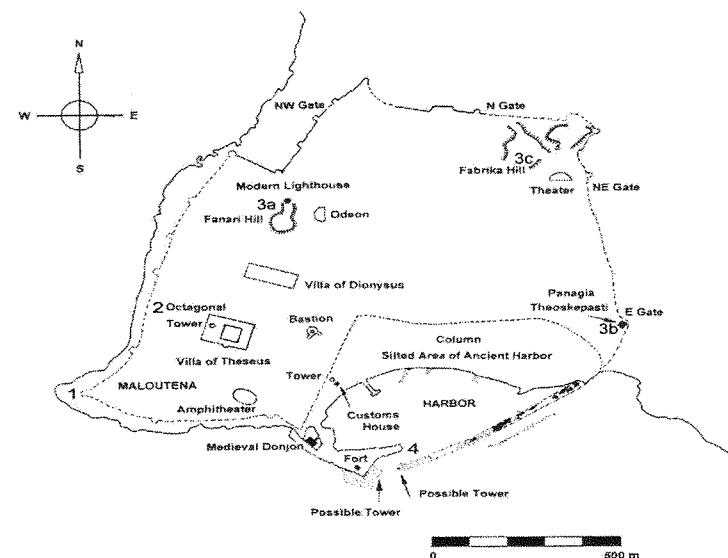 N
W E
S
NW Gate
N Gate
3c
Fabrika Hill
Theater
NE Gate
Modern Lighthouse
3a
Fanari Hill
Odeon
Villa of Dionysus
Panagia
Theoskepasti
E Gate
3b
2 Octagonal
Tower
Bastion
Villa of Theseus
Column
Silted Area of Ancient Harbor
Tower
1
MALOUTENA
Amphitheater
Customs
House
HARBOR
Medieval Donjon
4
Fort
Possible Tower
Possible Tower
0 500 m